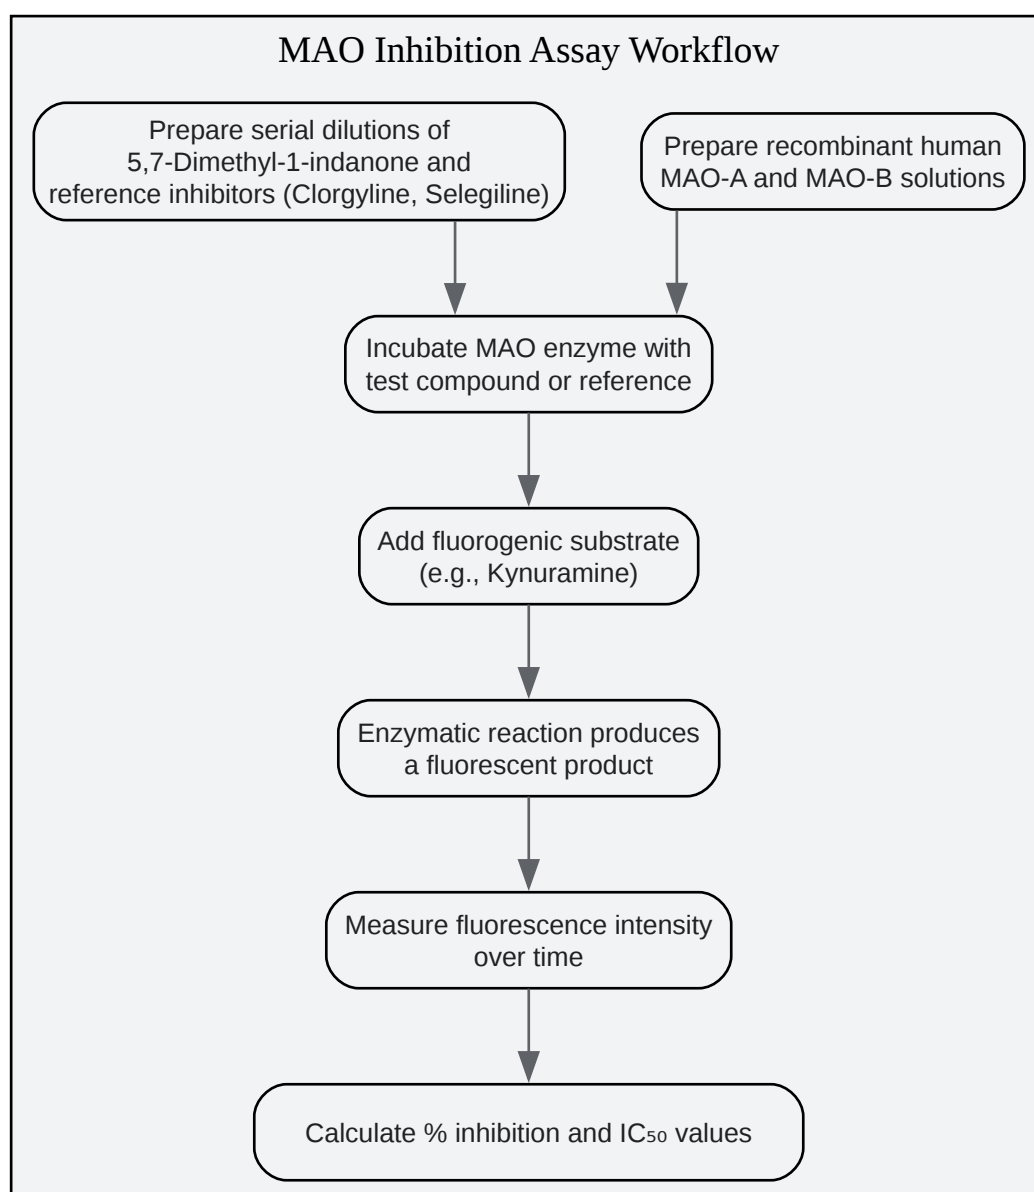 MAO Inhibition Assay Workflow
Prepare serial dilutions of
5,7-Dimethyl-1-indanone and
reference inhibitors (Clorgyline, Selegiline)
Prepare recombinant human
MAO-A and MAO-B solutions
Incubate MAO enzyme with
test compound or reference
Add fluorogenic substrate
(e.g., Kynuramine)
Enzymatic reaction produces
a fluorescent product
Measure fluorescence intensity
over time
Calculate % inhibition and IC₅₀ values